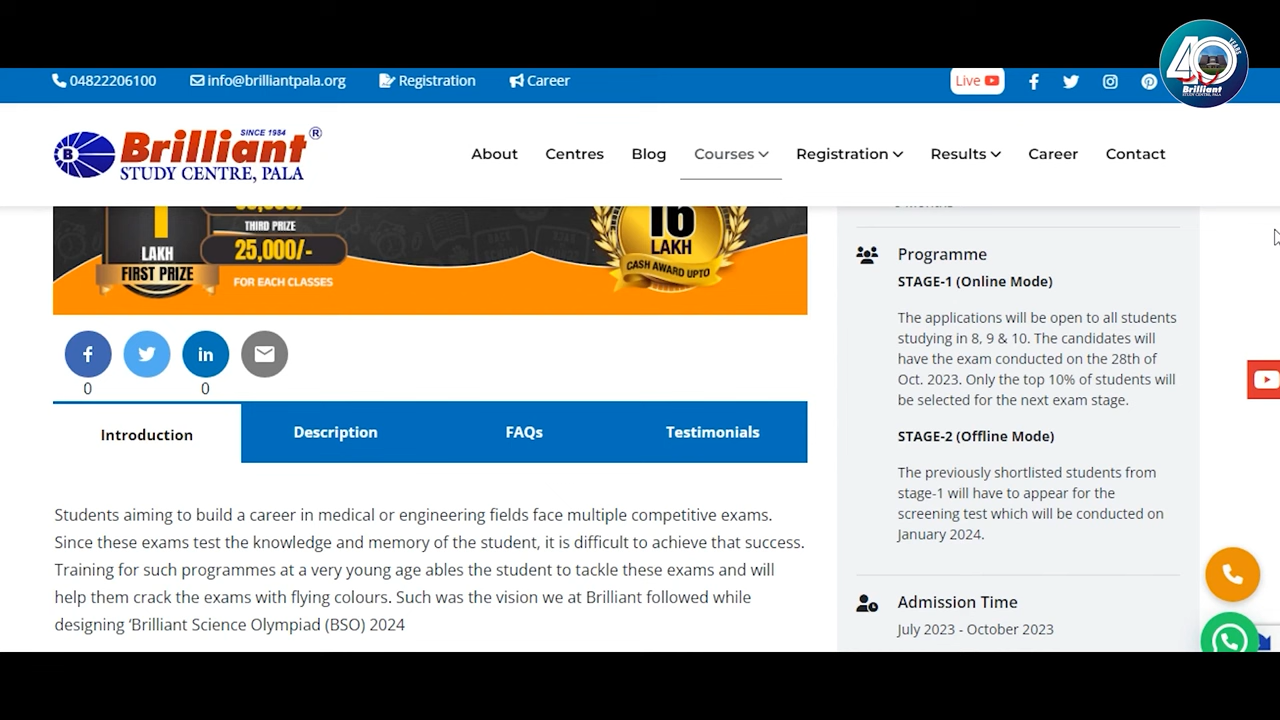 40 YEARS
Brilliant
STUDY CENTRE, PALA
04822206100 info@brilliantpala.org Registration Career Live
SINCE 1984
Brilliant ®
STUDY CENTRE, PALA
About Centres Blog Courses Registration Results Career Contact
1
LAKH
FIRST PRIZE
THIRD PRIZE
25,000/-
FOR EACH CLASSES
16
LAKH
CASH AWARD UPTO
0 0
Introduction Description FAQs Testimonials
Students aiming to build a career in medical or engineering fields face multiple competitive exams.
Since these exams test the knowledge and memory of the student, it is difficult to achieve that success.
Training for such programmes at a very young age ables the student to tackle these exams and will
help them crack the exams with flying colours. Such was the vision we at Brilliant followed while
designing ‘Brilliant Science Olympiad (BSO) 2024
Programme
STAGE-1 (Online Mode)
The applications will be open to all students
studying in 8, 9 & 10. The candidates will
have the exam conducted on the 28th of
Oct. 2023. Only the top 10% of students will
be selected for the next exam stage.
STAGE-2 (Offline Mode)
The previously shortlisted students from
stage-1 will have to appear for the
screening test which will be conducted on
January 2024.
Admission Time
July 2023 - October 2023